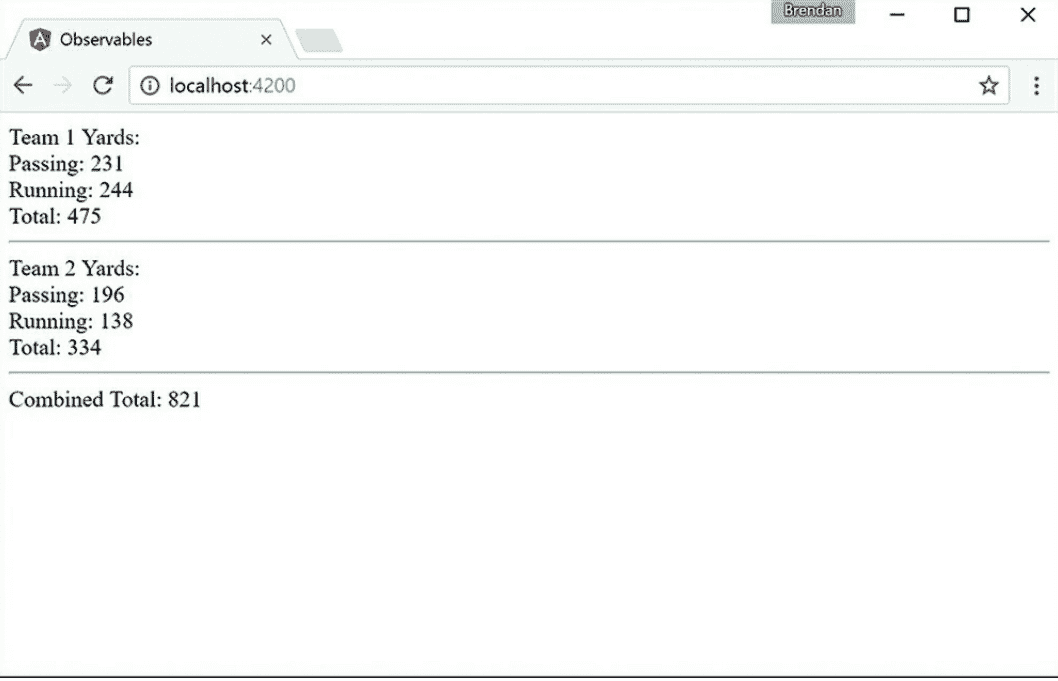 Brendan
Observables
localhost:4200
Team 1 Yards:
Passing: 231
Running: 244
Total: 475
Team 2 Yards:
Passing: 196
Running: 138
Total: 334
Combined Total: 821